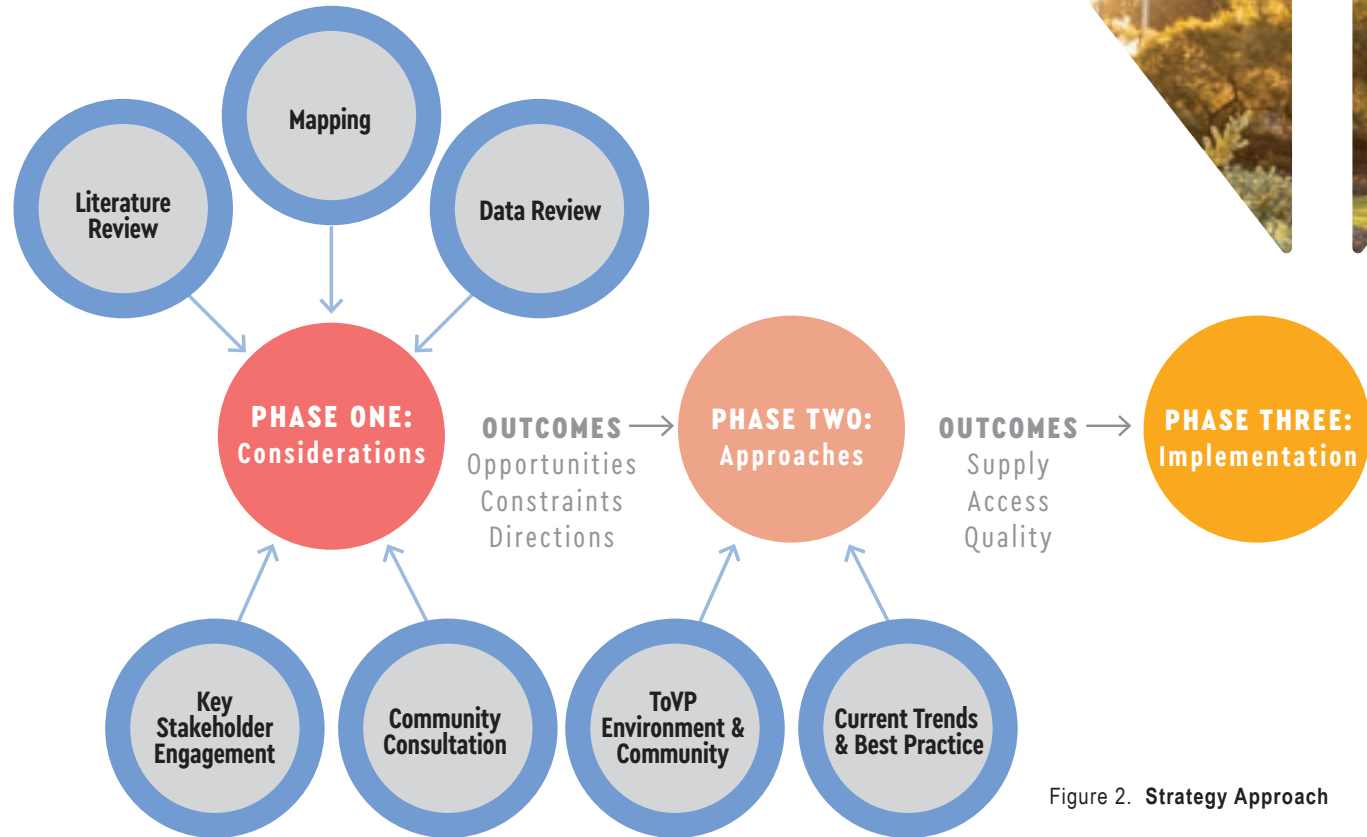 Mapping
Literature
Review
Data Review
PHASE ONE:
Considerations
OUTCOMES
Opportunities
Constraints
Directions
PHASE TWO:
Approaches
OUTCOMES
Supply
Access
Quality
PHASE THREE:
Implementation
Key
Stakeholder
Engagement
Community
Consultation
ToVP
Environment &
Community
Current Trends
& Best Practice
Figure 2. Strategy Approach